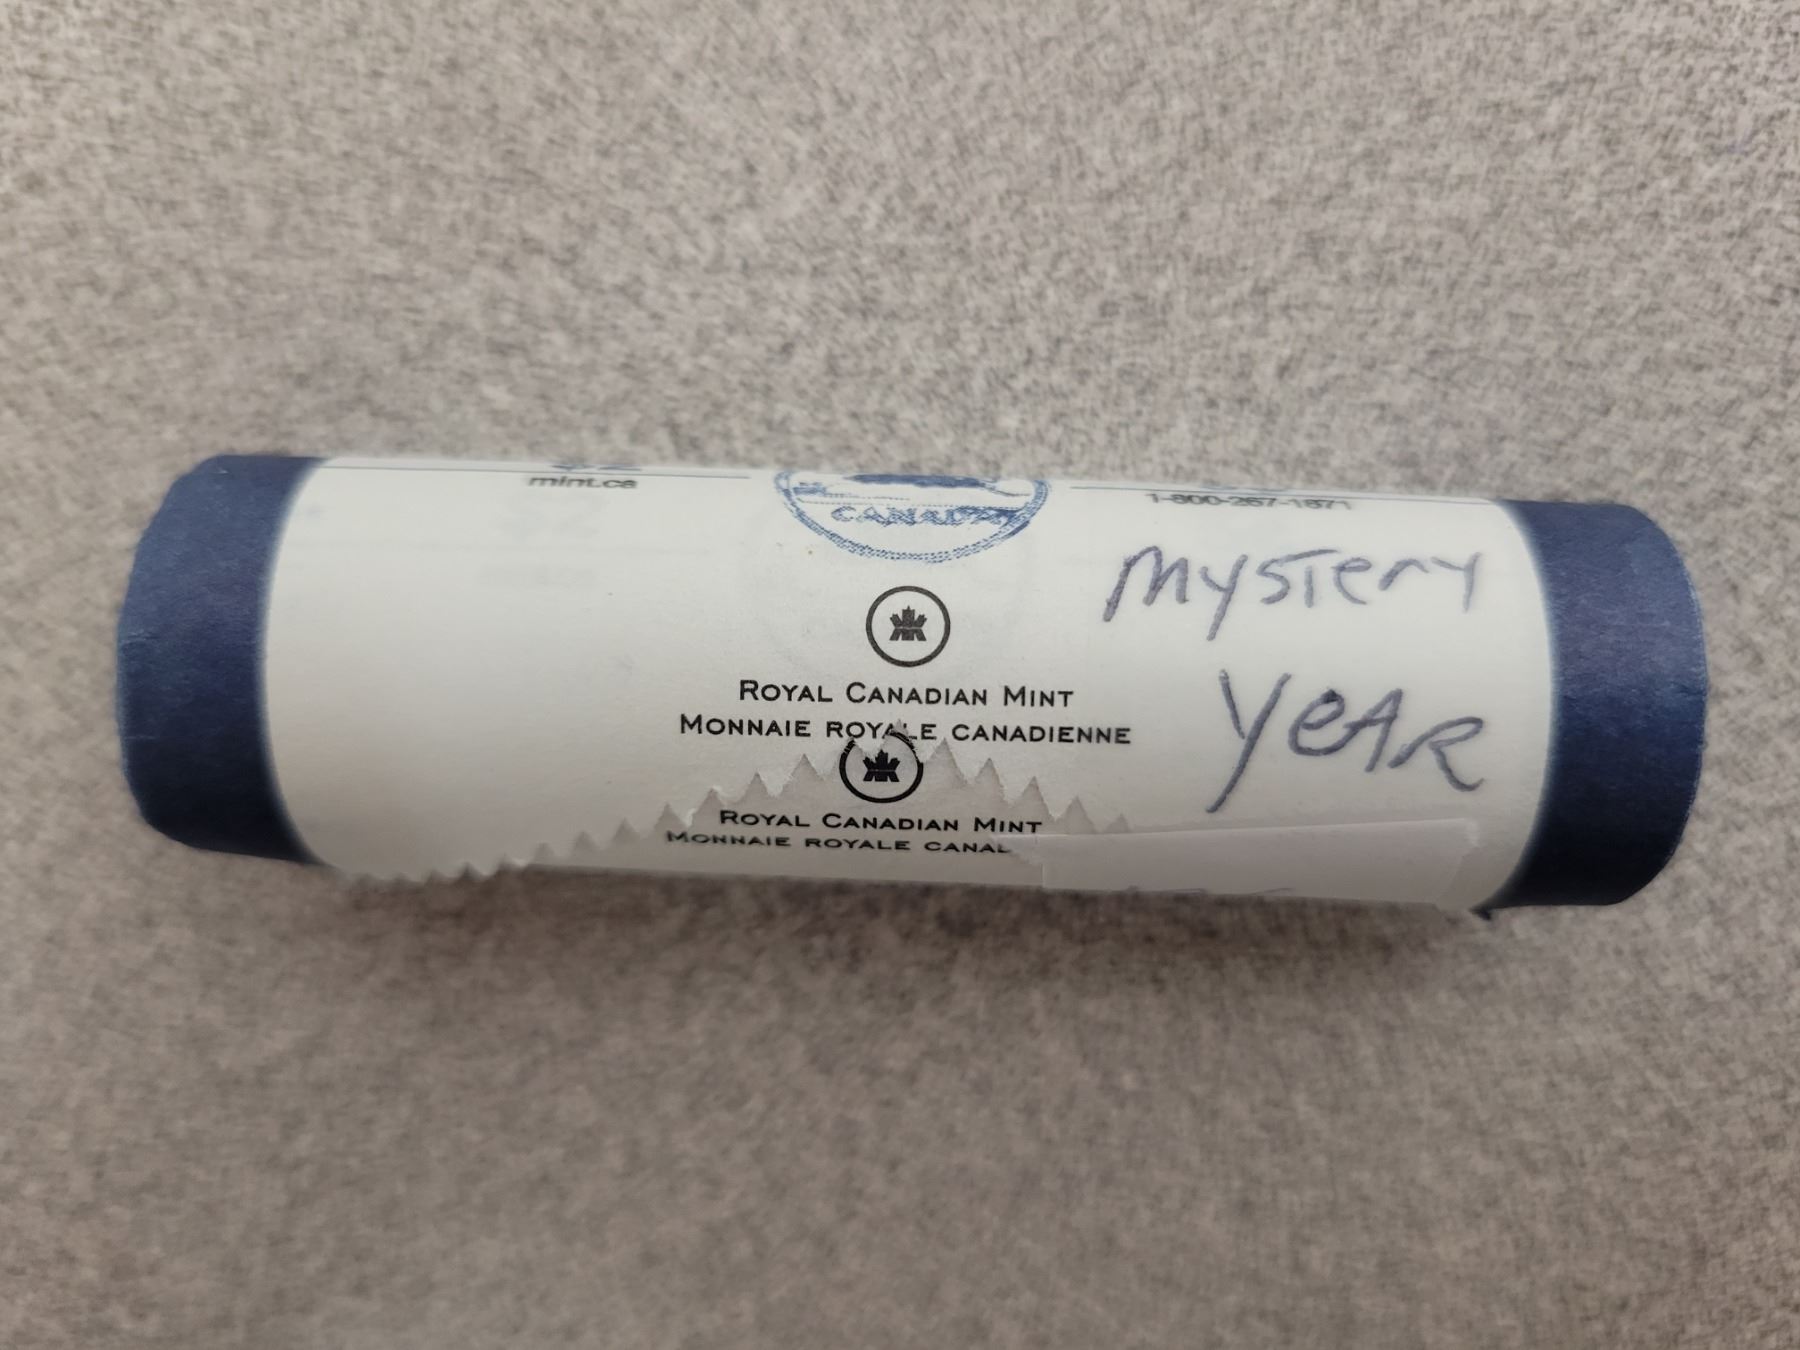 mint.ca
CANADA
1-800-267-1871
Mystery
Year
ROYAL CANADIAN MINT
MONNAIE ROYALE CANADIENNE
ROYAL CANADIAN MINT
MONNAIE ROYALE CANAD